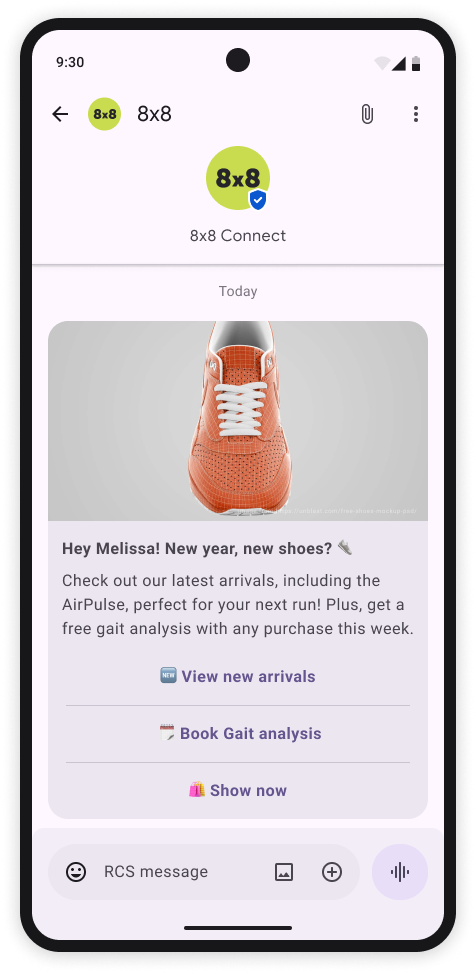 9:30
8x8
8x8
8x8
8x8 Connect
Today
Hey Melissa! New year, new shoes? 👟
Check out our latest arrivals, including the
AirPulse, perfect for your next run! Plus, get a
free gait analysis with any purchase this week.
🆕 View new arrivals
Book Gait analysis
🛍️ Show now
RCS message